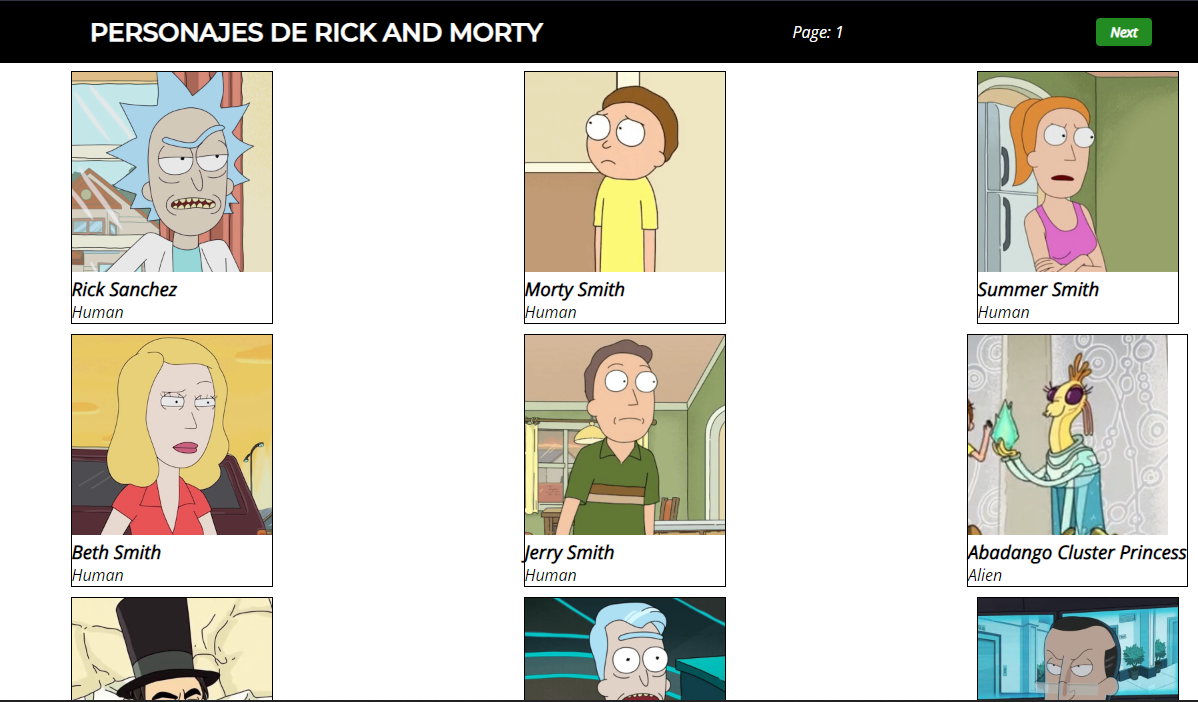 PERSONAJES DE RICK AND MORTY
Page: 1
Next
Rick Sanchez
Human
Morty Smith
Human
Summer Smith
Human
Beth Smith
Human
Jerry Smith
Human
Abadango Cluster Princess
Alien